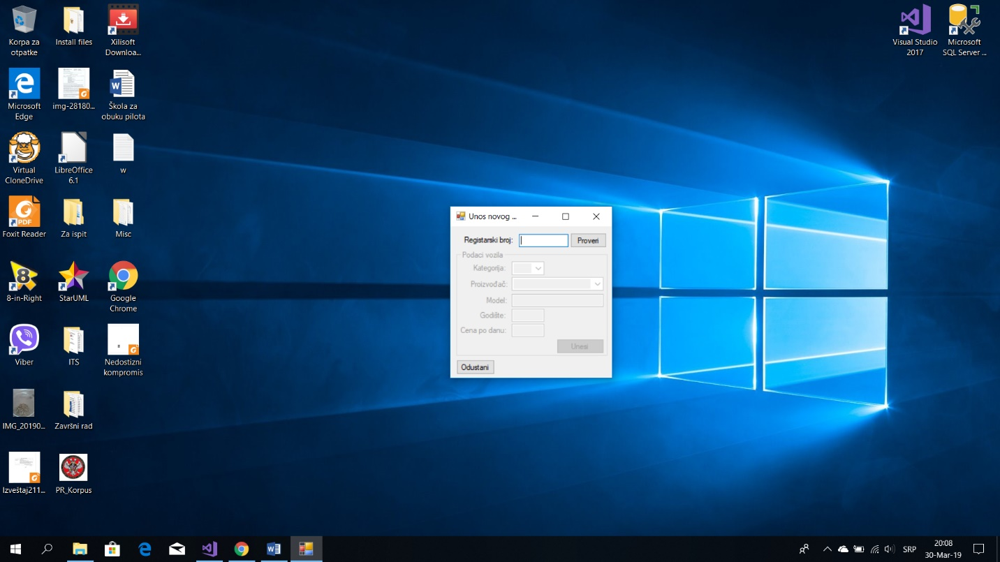 Korpa za
otpatke
Install files
Xilisoft
Downloa...
Microsoft
Edge
img-28180...
Škola za
obuku pilota
Virtual
CloneDrive
LibreOffice
6.1
w
Foxit Reader
Za ispit
Misc
8-in-Right
StarUML
Google
Chrome
Viber
ITS
Nedostizni
kompromis
IMG_20190...
Završni rad
Izveštaj211...
PR_Korpus
Visual Studio
2017
Microsoft
SQL Server ...
Unos novog ...
Registarski broj:
Proveri
Podaci vozila
Kategorija:
Proizvođač:
Model:
Godište:
Cena po danu:
Unesi
Odustani
SRP
20:08
30-Mar-19